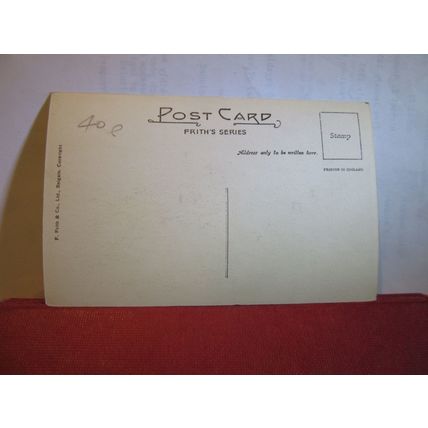 40 e
POST CARD
FRITH'S SERIES
Stamp
Address only to be written here.
PRINTED IN ENGLAND
F. Frith & Co., Ltd., Reigate. Copyright